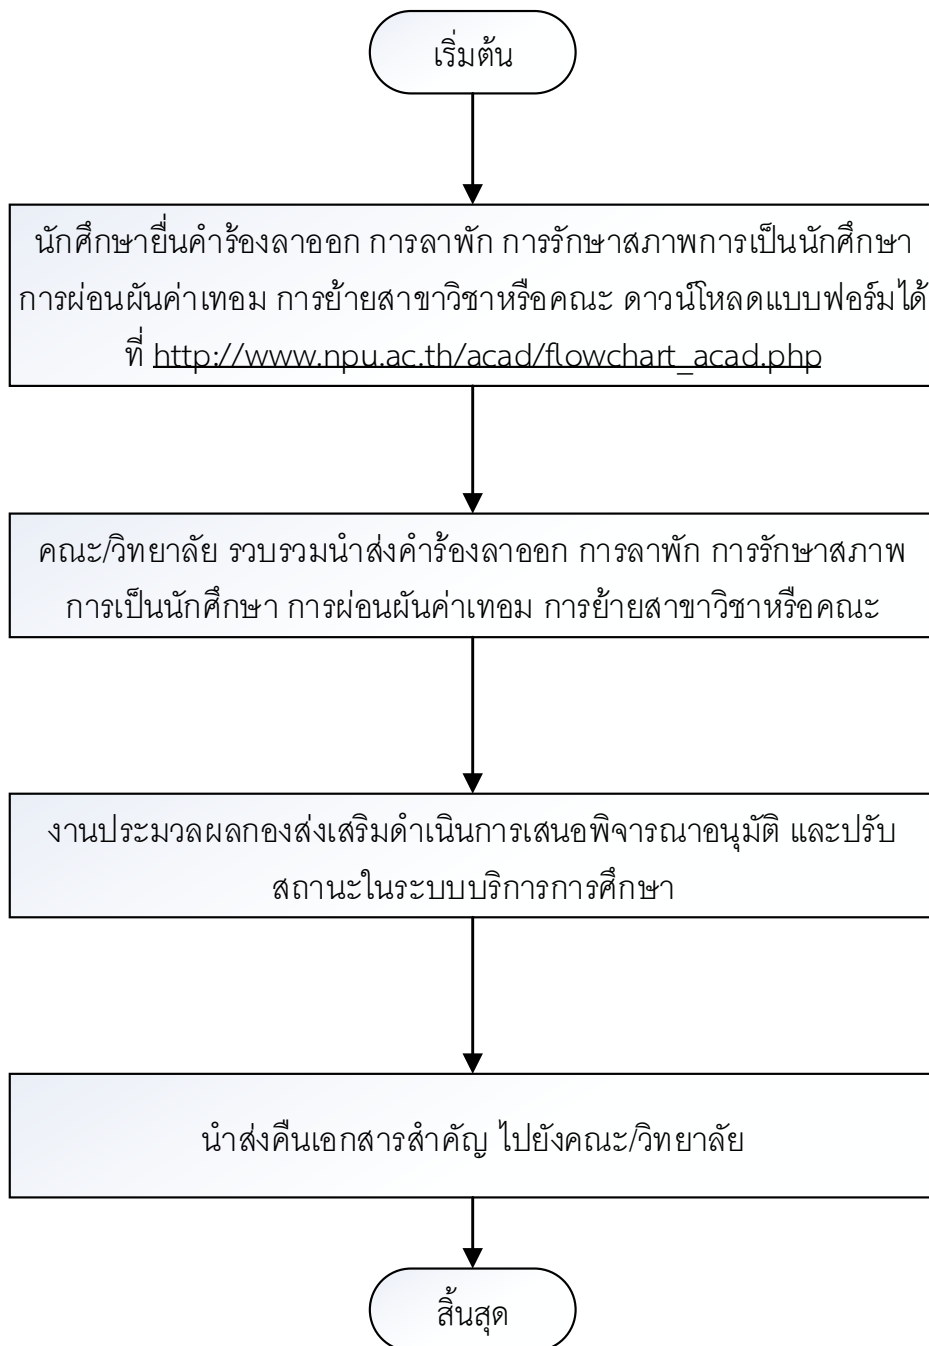 เริ่มต้น
นักศึกษายื่นคำร้องลาออก การลาพัก การรักษาสภาพการเป็นนักศึกษา
การผ่อนผันค่าเทอม การย้ายสาขาวิชาหรือคณะ ดาวน์โหลดแบบฟอร์มได้
ที่ http://www.npu.ac.th/acad/flowchart_acad.php
คณะ/วิทยาลัย รวบรวมนำส่งคำร้องลาออก การลาพัก การรักษาสภาพ
การเป็นนักศึกษา การผ่อนผันค่าเทอม การย้ายสาขาวิชาหรือคณะ
งานประมวลผลกองส่งเสริมดำเนินการเสนอพิจารณาอนุมัติ และปรับ
สถานะในระบบบริการการศึกษา
นำส่งคืนเอกสารสำคัญ ไปยังคณะ/วิทยาลัย
สิ้นสุด